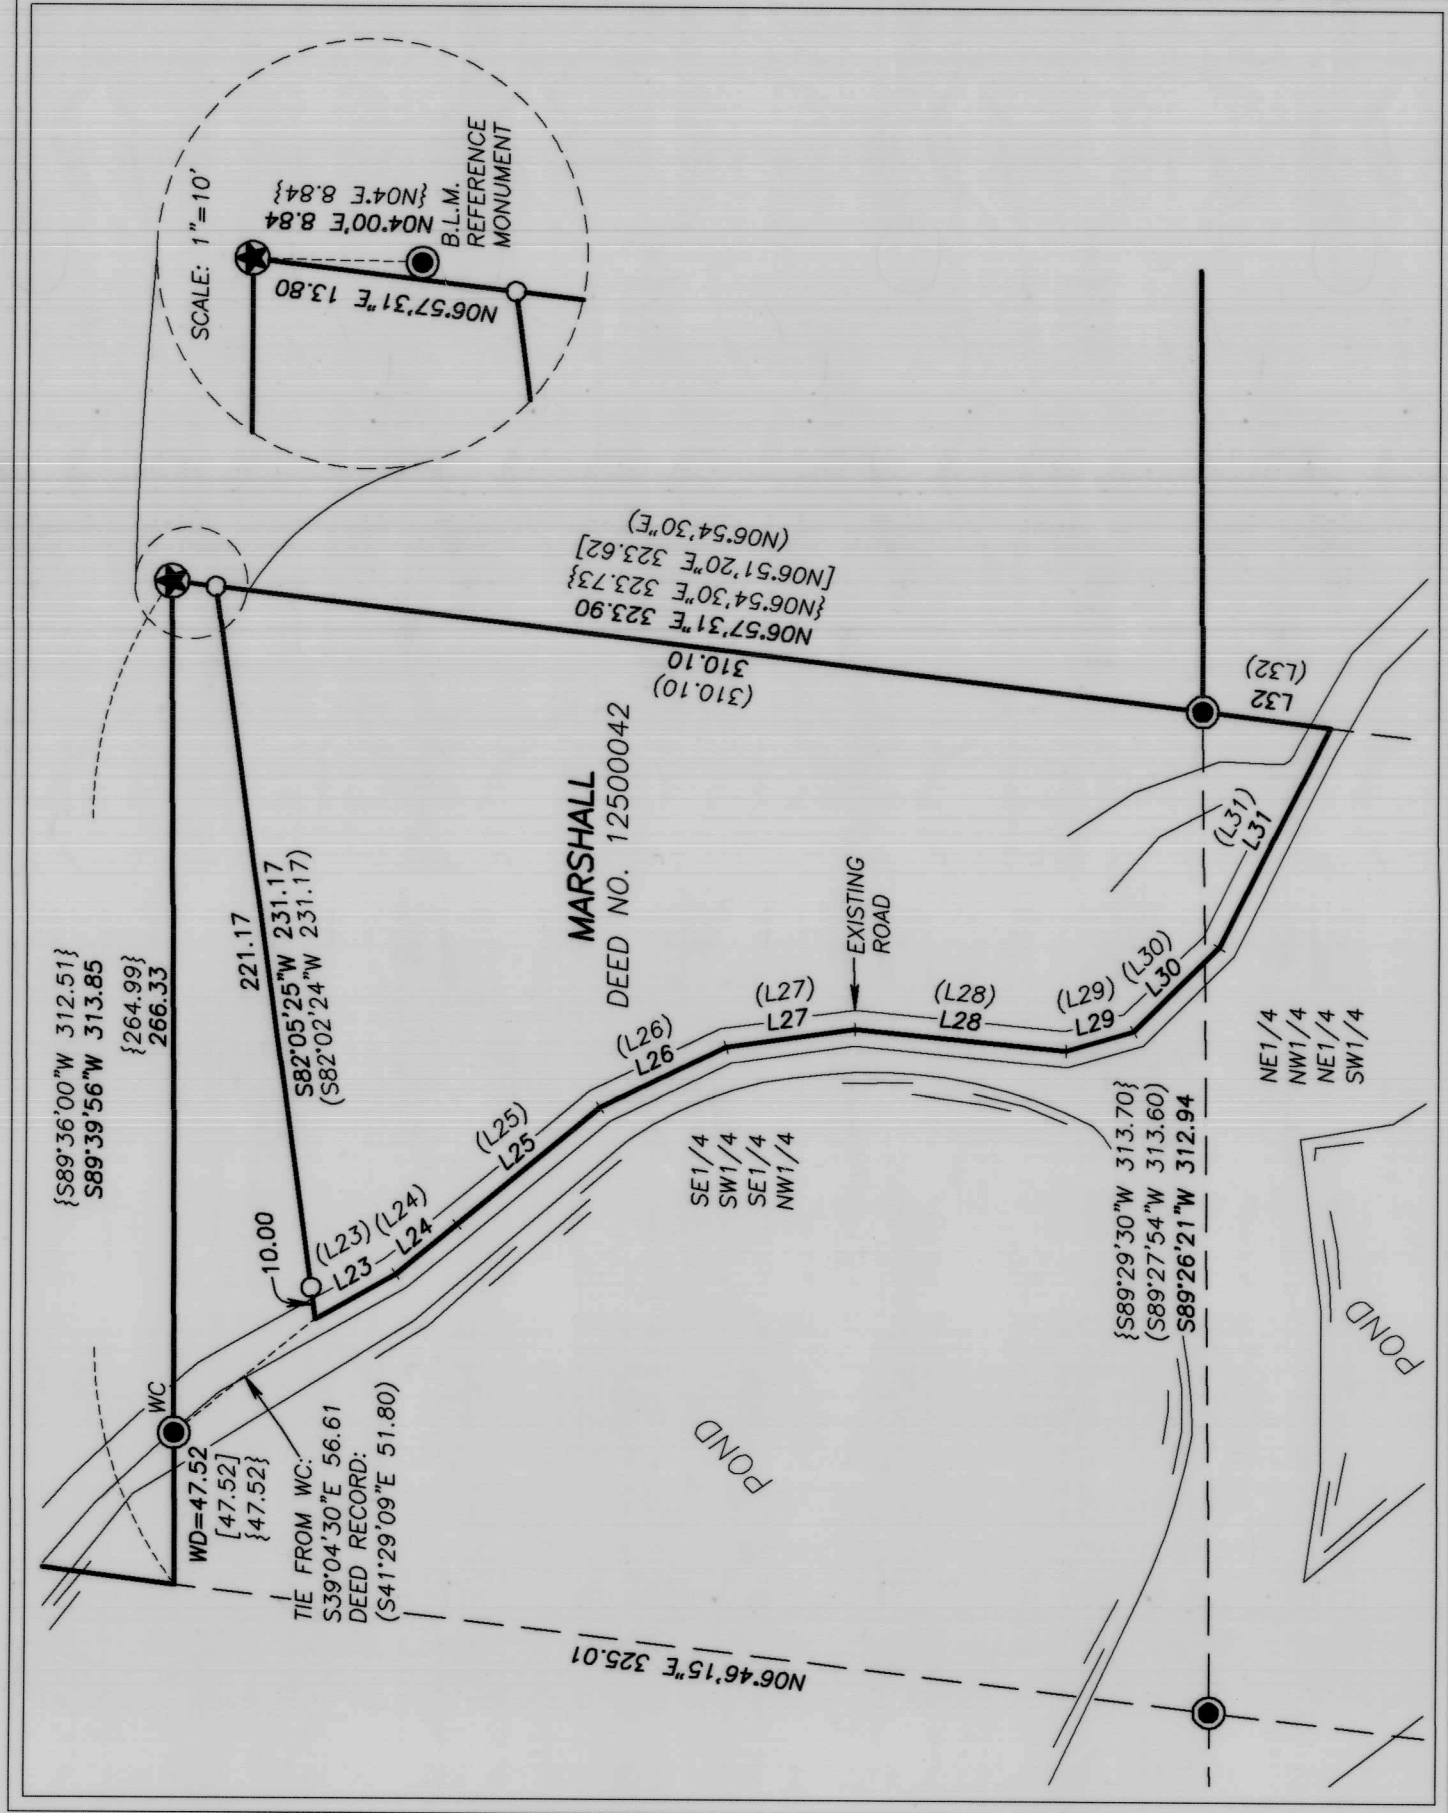 SCALE: 1"=10'
N04°00'E 8.84
{N04°E 8.84}
B.L.M.
REFERENCE
MONUMENT
N06°57'31"E 13.80
{S89°36'00"W 312.51}
S89°39'56"W 313.85
{264.99}
266.33
221.17
S82°05'25"W 231.17
(S82°02'24"W 231.17)
10.00
WC
WD=47.52
[47.52]
{47.52}
TIE FROM WC:
S39°04'30"E 56.61
DEED RECORD:
(S41°29'09"E 51.80)
(N06°54'30"E)
[N06°51'20"E 323.62]
{N06°54'30"E 323.73}
N06°57'31"E 323.90
310.10
(310.10)
MARSHALL
DEED NO. 12500042
EXISTING
ROAD
(L23)
L23
(L24)
L24
(L25)
L25
(L26)
L26
(L27)
L27
(L28)
L28
(L29)
L29
(L30)
L30
(L31)
L31
L32
(L32)
SE1/4
SW1/4
SE1/4
NW1/4
{S89°29'30"W 313.70}
(S89°27'54"W 313.60)
S89°26'21"W 312.94
NE1/4
NW1/4
NE1/4
SW1/4
POND
POND
N06°46'15"E 325.01